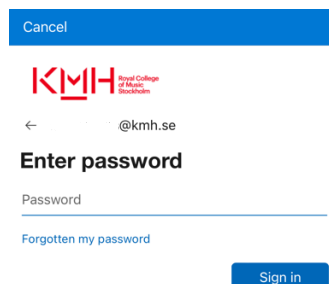 Cancel
KMH Royal College
of Music
Stockholm
← @kmh.se
Enter password
Password
Forgotten my password
Sign in